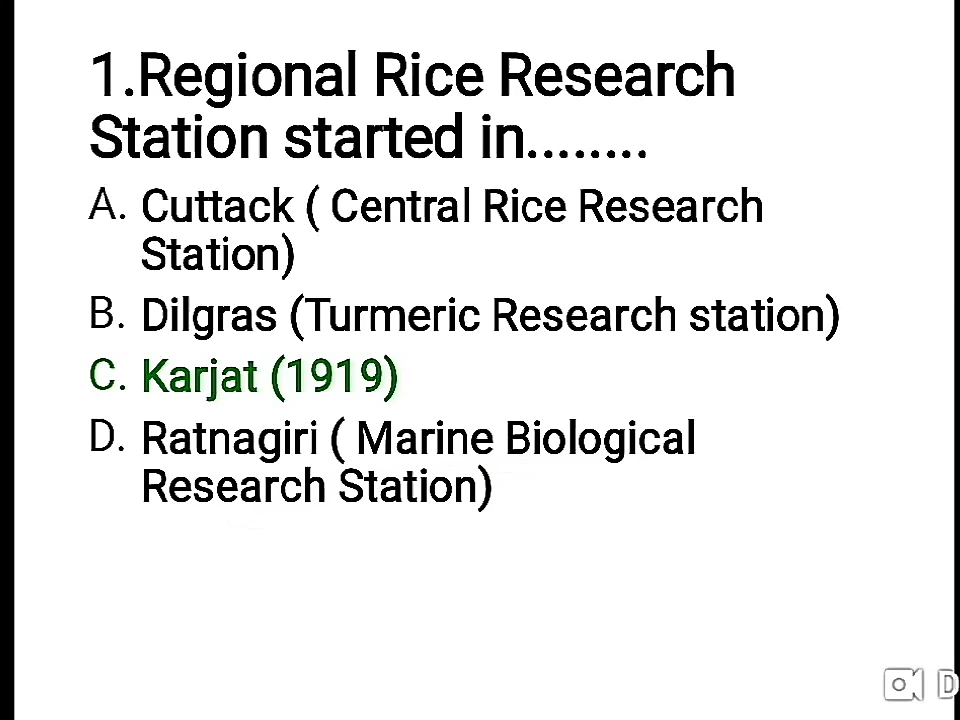 1.Regional Rice Research
Station started in........
A. Cuttack ( Central Rice Research
Station)
B. Dilgras (Turmeric Research station)
C. Karjat (1919)
D. Ratnagiri ( Marine Biological
Research Station)
D